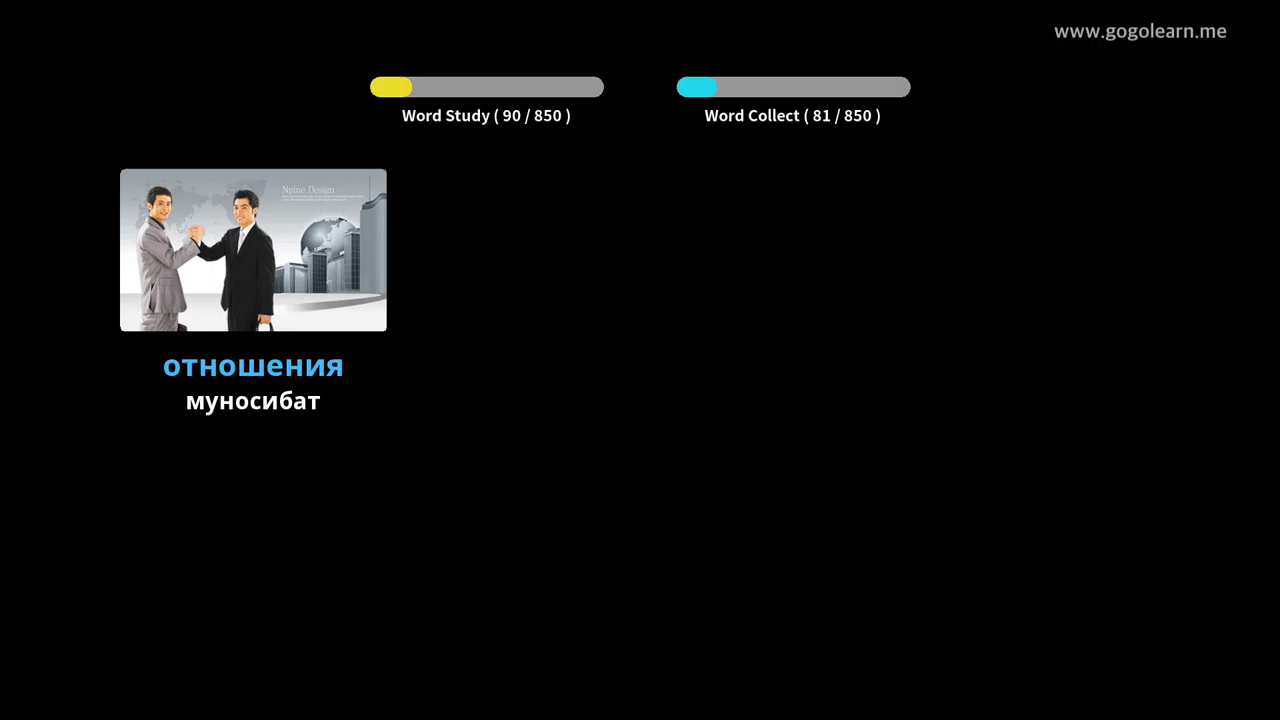 www.gogolearn.me
Word Study ( 90 / 850 )
Word Collect ( 81 / 850 )
Npine Design
отношения
муносибат